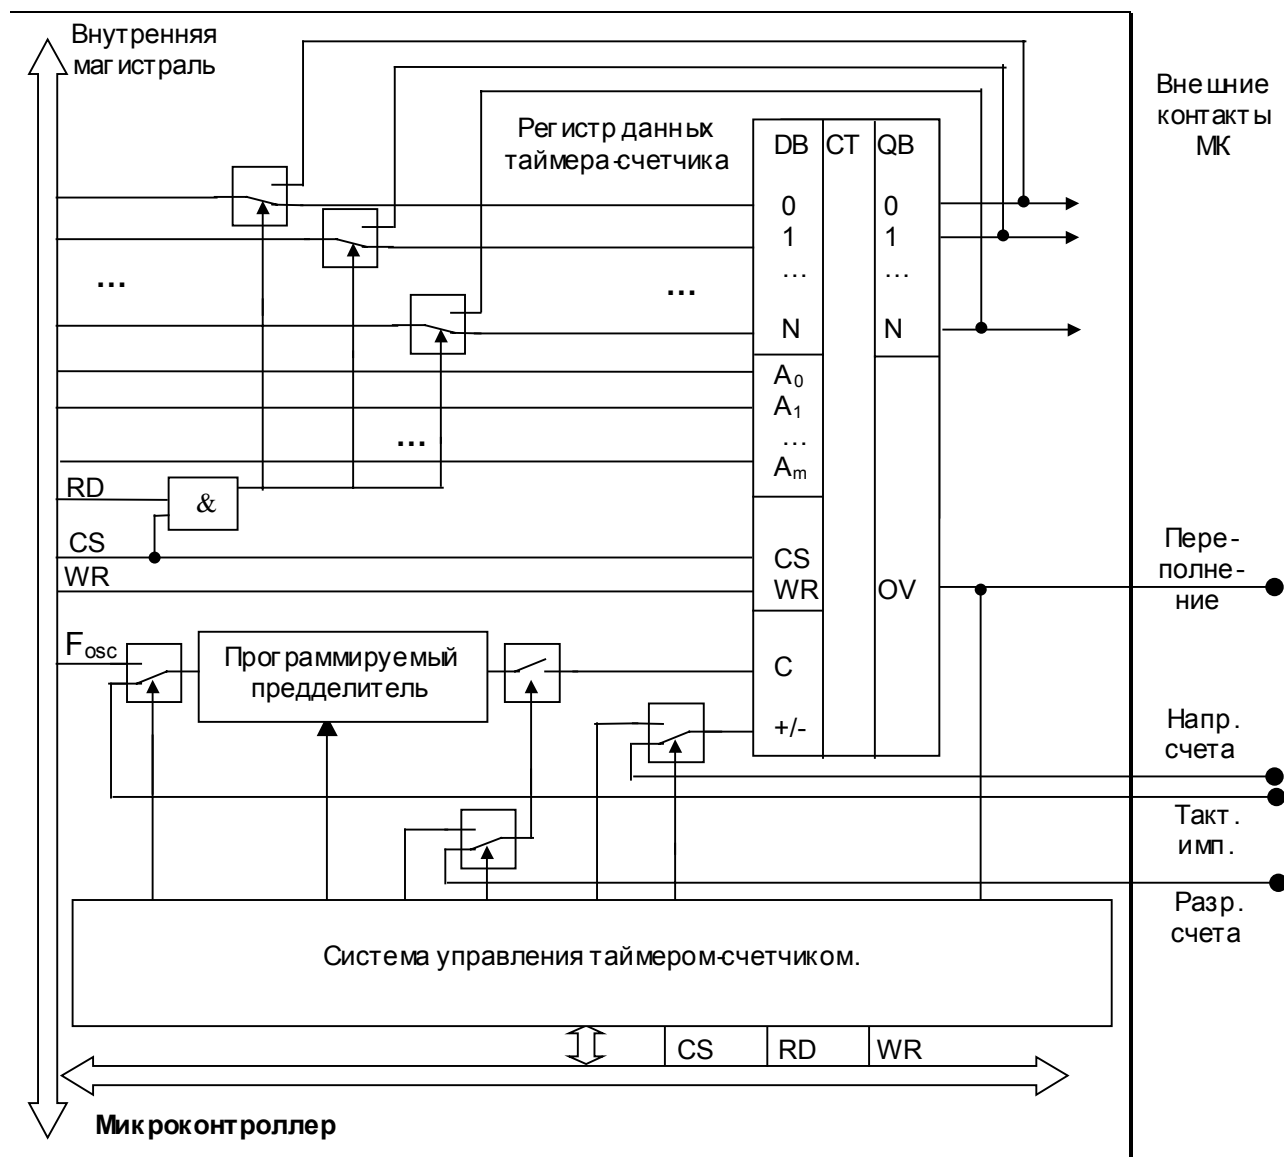 Внутренняя
магистраль
Внешние
контакты
МК
Регистр данных
таймера-счетчика
DB CT QB
0 0
1 1
... ...
...
...
N N
A0
A1
...
...
Am
RD
&
CS
CS
WR
WR OV
Пере-
полне-
ние
Fosc
Программируемый
предделитель
C
+/-
Напр.
счета
Такт.
имп.
Разр.
счета
Система управления таймером-счетчиком.
CS RD WR
Микроконтроллер